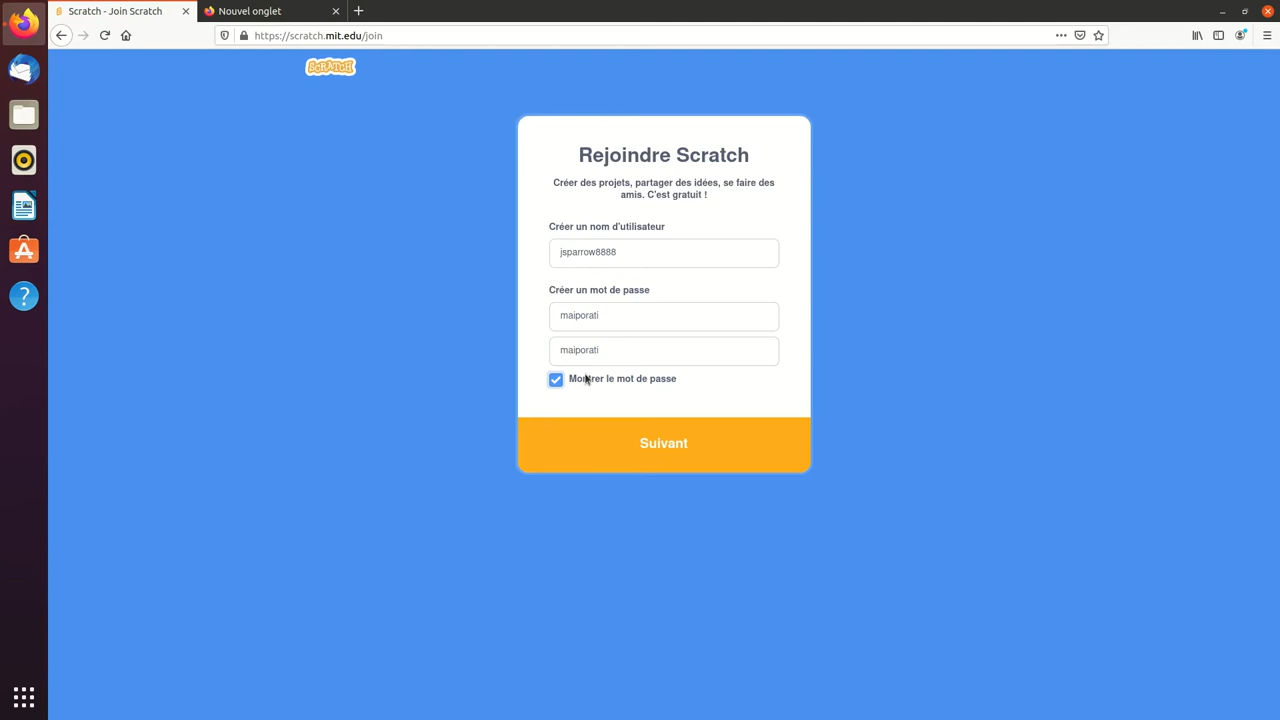 Scratch - Join Scratch
Nouvel onglet
https://scratch.mit.edu/join
SCRATCH
Rejoindre Scratch
Créer des projets, partager des idées, se faire des
amis. C'est gratuit !
Créer un nom d'utilisateur
jsparrow8888
Créer un mot de passe
maiporati
maiporati
Montrer le mot de passe
Suivant